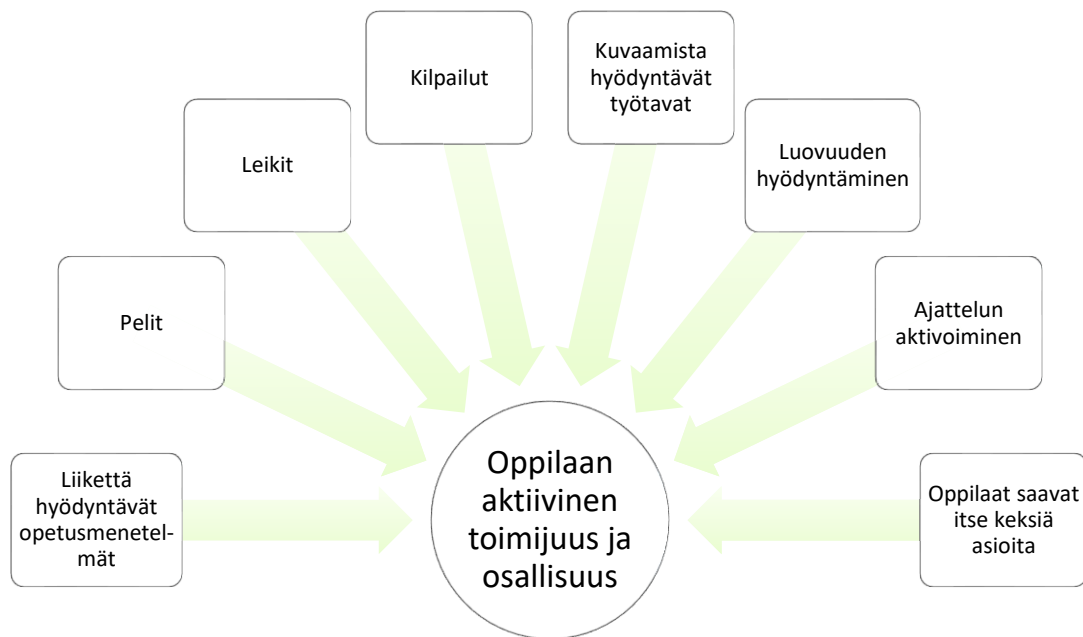 Kilpailut
Kuvaamista
hyödyntävät
työtavat
Leikit
Luovuuden
hyödyntäminen
Pelit
Ajattelun
aktivoiminen
Liikettä
hyödyntävät
opetusmenetel-
mät
Oppilaan
aktiivinen
toimijuus ja
osallisuus
Oppilaat saavat
itse keksiä
asioita